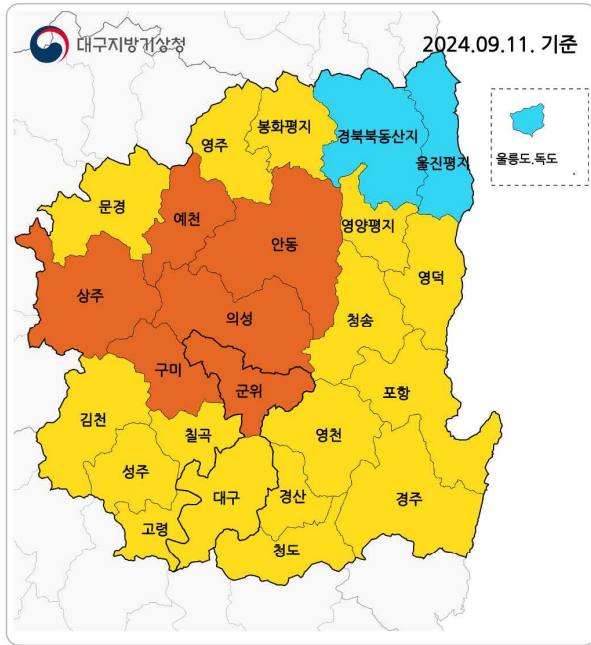 대구지방기상청
2024.09.11. 기준
봉화평지
영주
경북북동산지
울진평지
울릉도.독도
문경
예천
안동
영양평지
영덕
상주
의성
청송
구미
군위
포항
김천
칠곡
영천
성주
대구
경산
경주
고령
청도